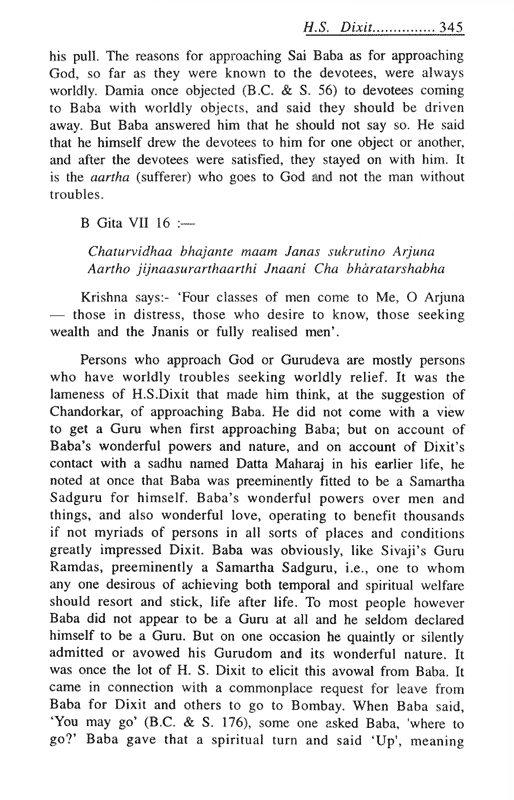 H.S. Dixit............... 345
his pull. The reasons for approaching Sai Baba as for approaching
God, so far as they were known to the devotees, were always
worldly. Damia once objected (B.C. & S. 56) to devotees coming
to Baba with worldly objects, and said they should be driven
away. But Baba answered him that he should not say so. He said
that he himself drew the devotees to him for one object or another,
and after the devotees were satisfied, they stayed on with him. It
is the aartha (sufferer) who goes to God and not the man without
troubles.
B Gita VII 16 :—
Chaturvidhaa bhajante maam Janas sukrutino Arjuna
Aartho jijnaasurarthaarthi Jnaani Cha bhàratarshabha
Krishna says:- ‘Four classes of men come to Me, O Arjuna
— those in distress, those who desire to know, those seeking
wealth and the Jnanis or fully realised men’.
Persons who approach God or Gurudeva are mostly persons
who have worldly troubles seeking worldly relief. It was the
lameness of H.S.Dixit that made him think, at the suggestion of
Chandorkar, of approaching Baba. He did not come with a view
to get a Guru when first approaching Baba; but on account of
Baba’s wonderful powers and nature, and on account of Dixit’s
contact with a sadhu named Datta Maharaj in his earlier life, he
noted at once that Baba was preeminently fitted to be a Samartha
Sadguru for himself. Baba’s wonderful powers over men and
things, and also wonderful love, operating to benefit thousands
if not myriads of persons in all sorts of places and conditions
greatly impressed Dixit. Baba was obviously, like Sivaji’s Guru
Ramdas, preeminently a Samartha Sadguru, i.e., one to whom
any one desirous of achieving both temporal and spiritual welfare
should resort and stick, life after life. To most people however
Baba did not appear to be a Guru at all and he seldom declared
himself to be a Guru. But on one occasion he quaintly or silently
admitted or avowed his Gurudom and its wonderful nature. It
was once the lot of H. S. Dixit to elicit this avowal from Baba. It
came in connection with a commonplace request for leave from
Baba for Dixit and others to go to Bombay. When Baba said,
‘You may go’ (B.C. & S. 176), some one asked Baba, 'where to
go?’ Baba gave that a spiritual turn and said ‘Up’, meaning